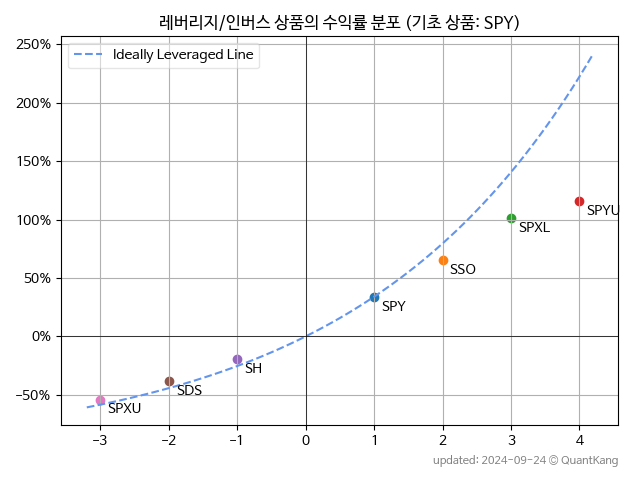 레버리지/인버스 상품의 수익률 분포 (기초 상품: SPY)
250%
Ideally Leveraged Line
200%
150%
100%
50%
0%
−50%
SPYU
SPXL
SSO
SPY
SH
SDS
SPXU
−3 −2 −1 0 1 2 3 4
updated: 2024-09-24 © QuantKang